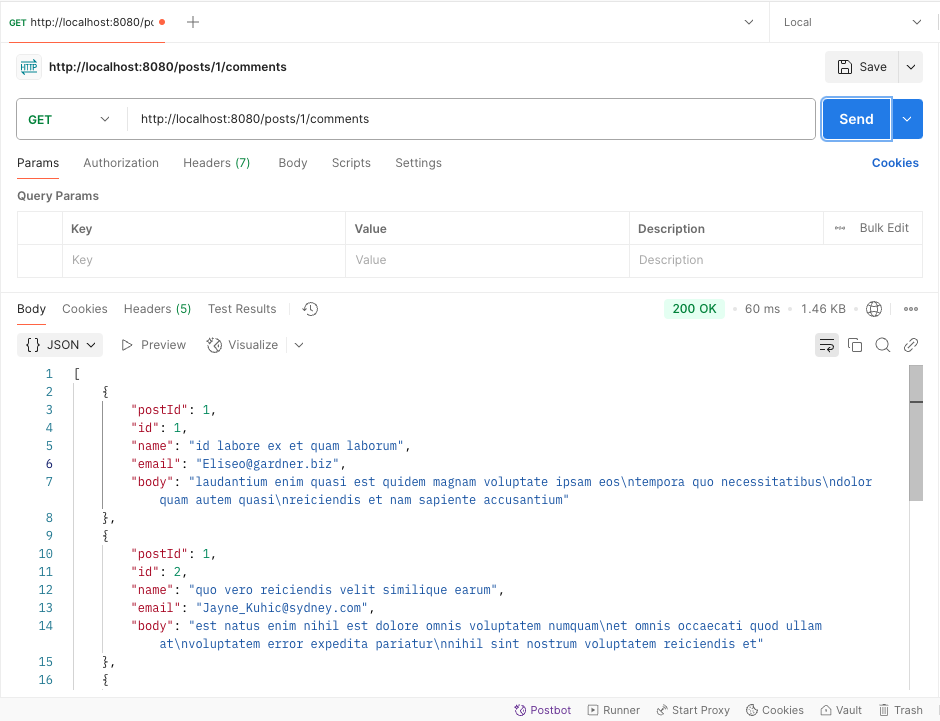 GET http://localhost:8080/pc
Local
HTTP http://localhost:8080/posts/1/comments
Save
GET http://localhost:8080/posts/1/comments Send
Params Authorization Headers (7) Body Scripts Settings Cookies
Query Params
Key Value Description Bulk Edit
Key Value Description
Body Cookies Headers (5) Test Results 200 OK 60 ms 1.46 KB
{} JSON Preview Visualize
1 [
2 {
3 "postId": 1,
4 "id": 1,
5 "name": "id labore ex et quam laborum",
6 "email": "Eliseo@gardner.biz",
7 "body": "laudantium enim quasi est quidem magnam voluptate ipsam eos\ntempora quo necessitatibus\ndolor
quam autem quasi\nreiciendis et nam sapiente accusantium"
8 },
9 {
10 "postId": 1,
11 "id": 2,
12 "name": "quo vero reiciendis velit similique earum",
13 "email": "Jayne_Kuhic@sydney.com",
14 "body": "est natus enim nihil est dolore omnis voluptatem numquam\net omnis occaecati quod ullam
at\nvoluptatem error expedita pariatur\nnihil sint nostrum voluptatem reiciendis et"
15 },
16 {
Postbot Runner Start Proxy Cookies Vault Trash